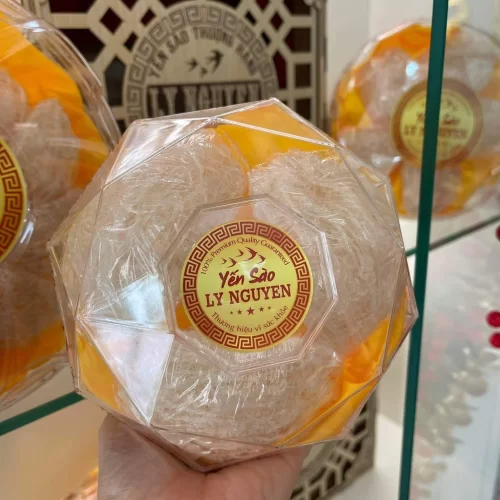 YẾN SÀO THƯỢNG HẠNG
LY NGUYEN
100% Premium Quality Guaranteed
Yến Sào
LY NGUYEN
Thương hiệu vì sức khỏe
Yến Sào
LY NGUYEN